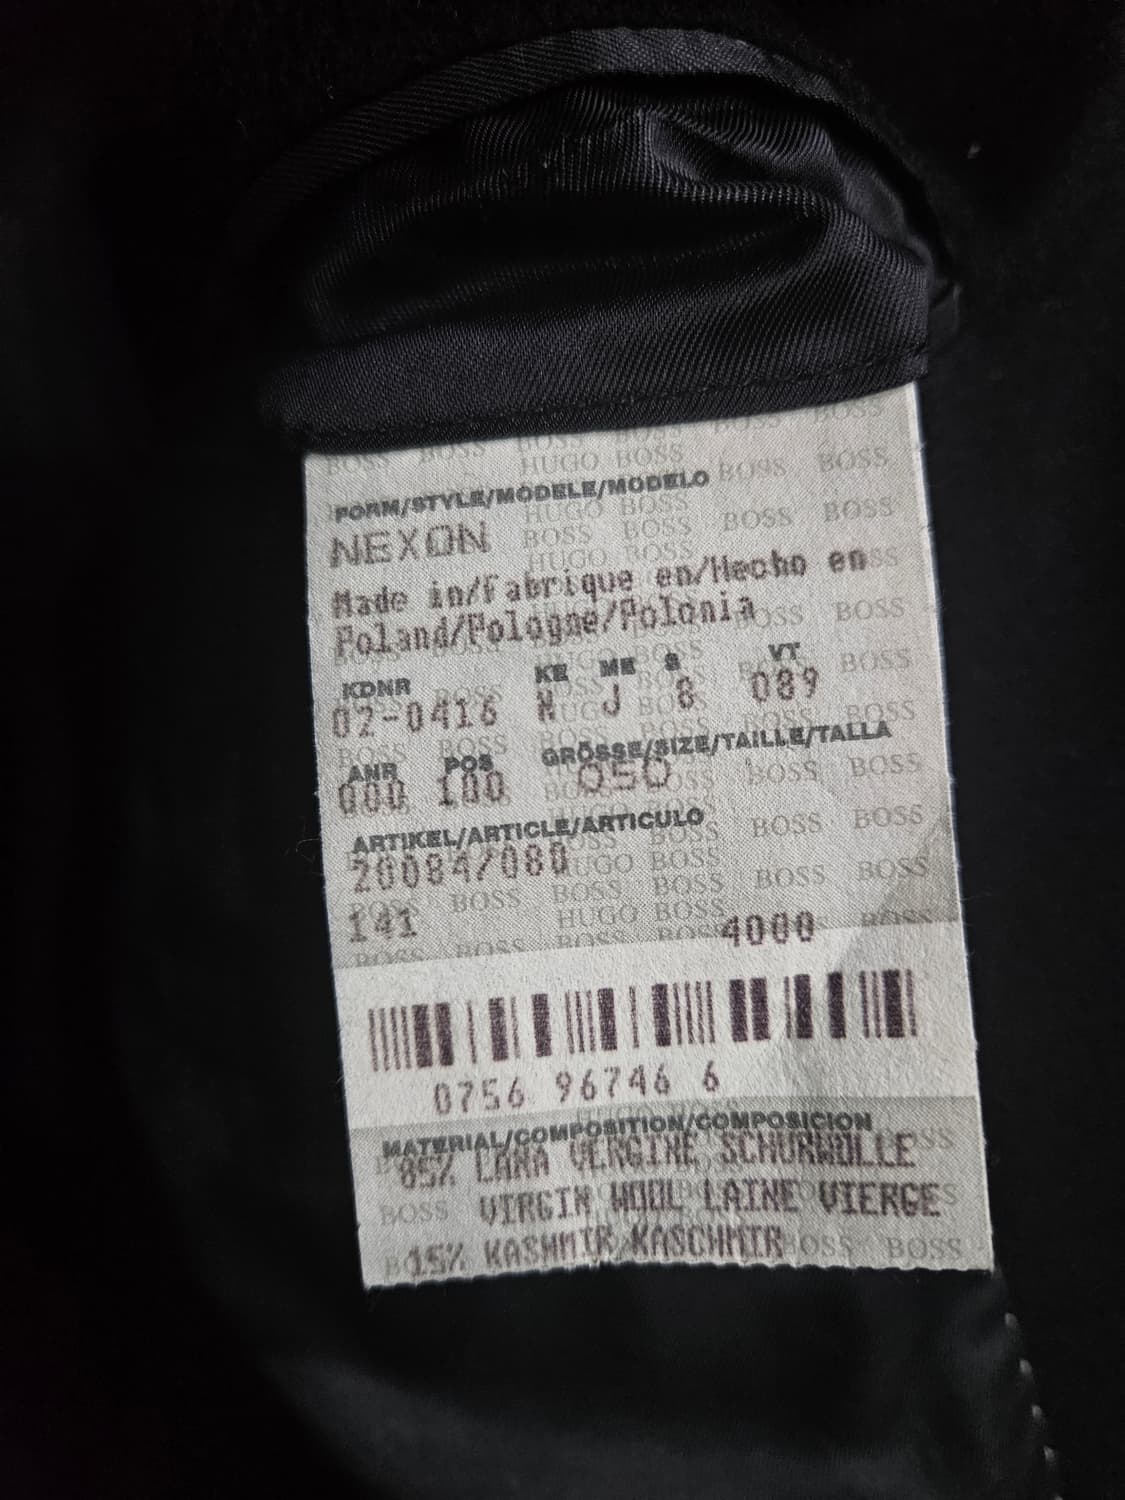 FORM/STYLE/MODELE/MODELO
NEXON
Made in/Fabrique en/Hecho en
Poland/Pologne/Polonia
KDNR KE ME S VT
02-0416 N J 8 089
ANR POS GRÖSSE/SIZE/TAILLE/TALLA
000 100 050
ARTIKEL/ARTICLE/ARTICULO
20084/080
141 4000
0756 96746 6
MATERIAL/COMPOSITION/COMPOSICION
85% LANA VERGINE SCHURWOLLE
VIRGIN WOOL LAINE VIERGE
15% KASHMIR KASCHMIR
HUGO BOSS